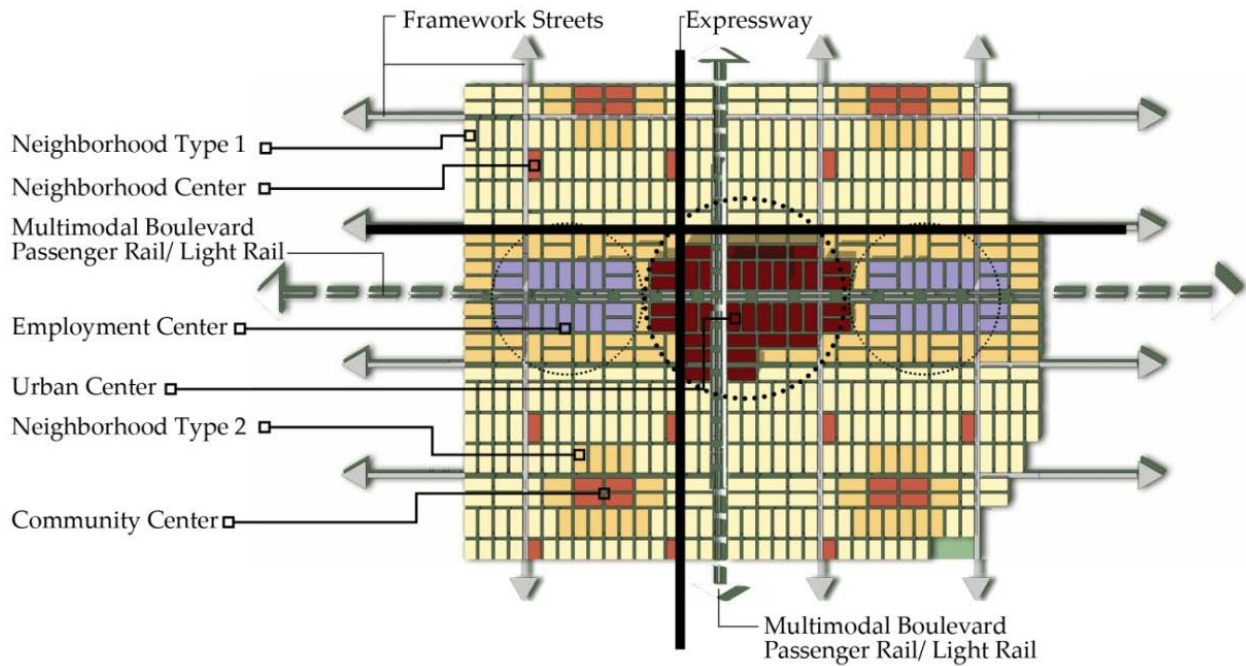 Framework Streets
Expressway
Neighborhood Type 1
Neighborhood Center
Multimodal Boulevard
Passenger Rail/ Light Rail
Employment Center
Urban Center
Neighborhood Type 2
Community Center
Multimodal Boulevard
Passenger Rail/ Light Rail